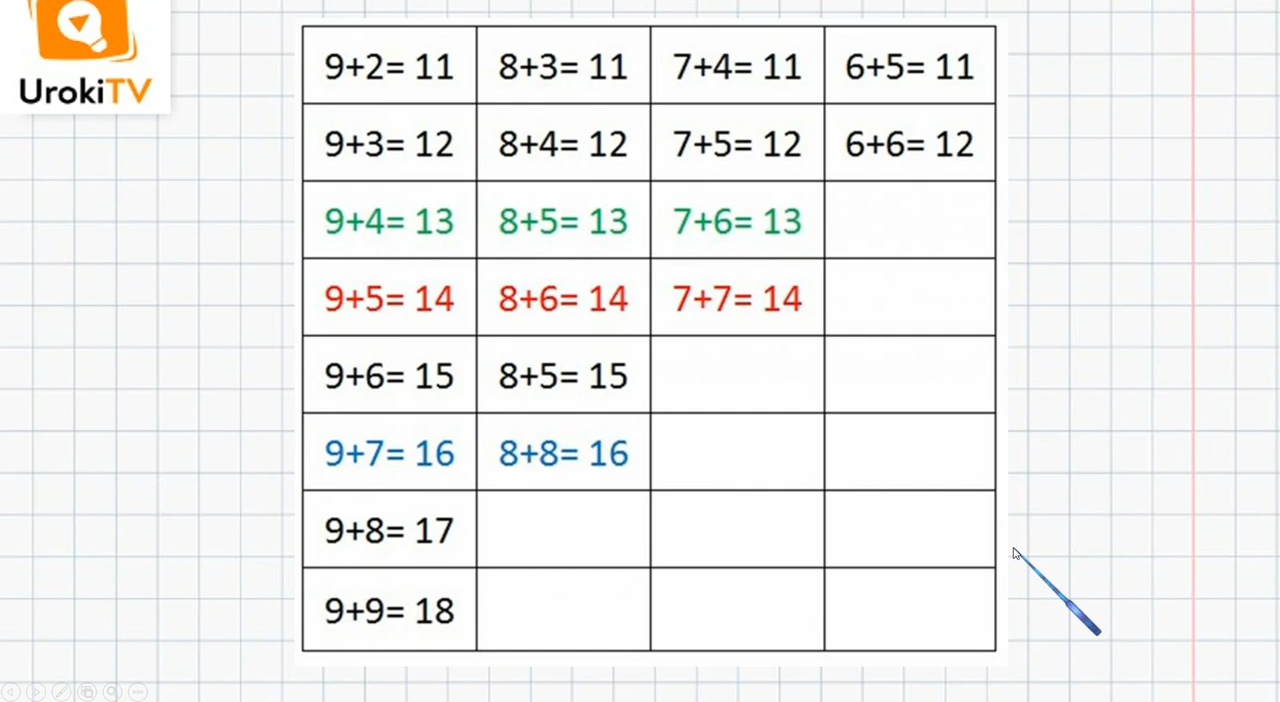 UrokiTV
9+2= 11 8+3= 11 7+4= 11 6+5= 11
9+3= 12 8+4= 12 7+5= 12 6+6= 12
9+4= 13 8+5= 13 7+6= 13
9+5= 14 8+6= 14 7+7= 14
9+6= 15 8+5= 15
9+7= 16 8+8= 16
9+8= 17
9+9= 18